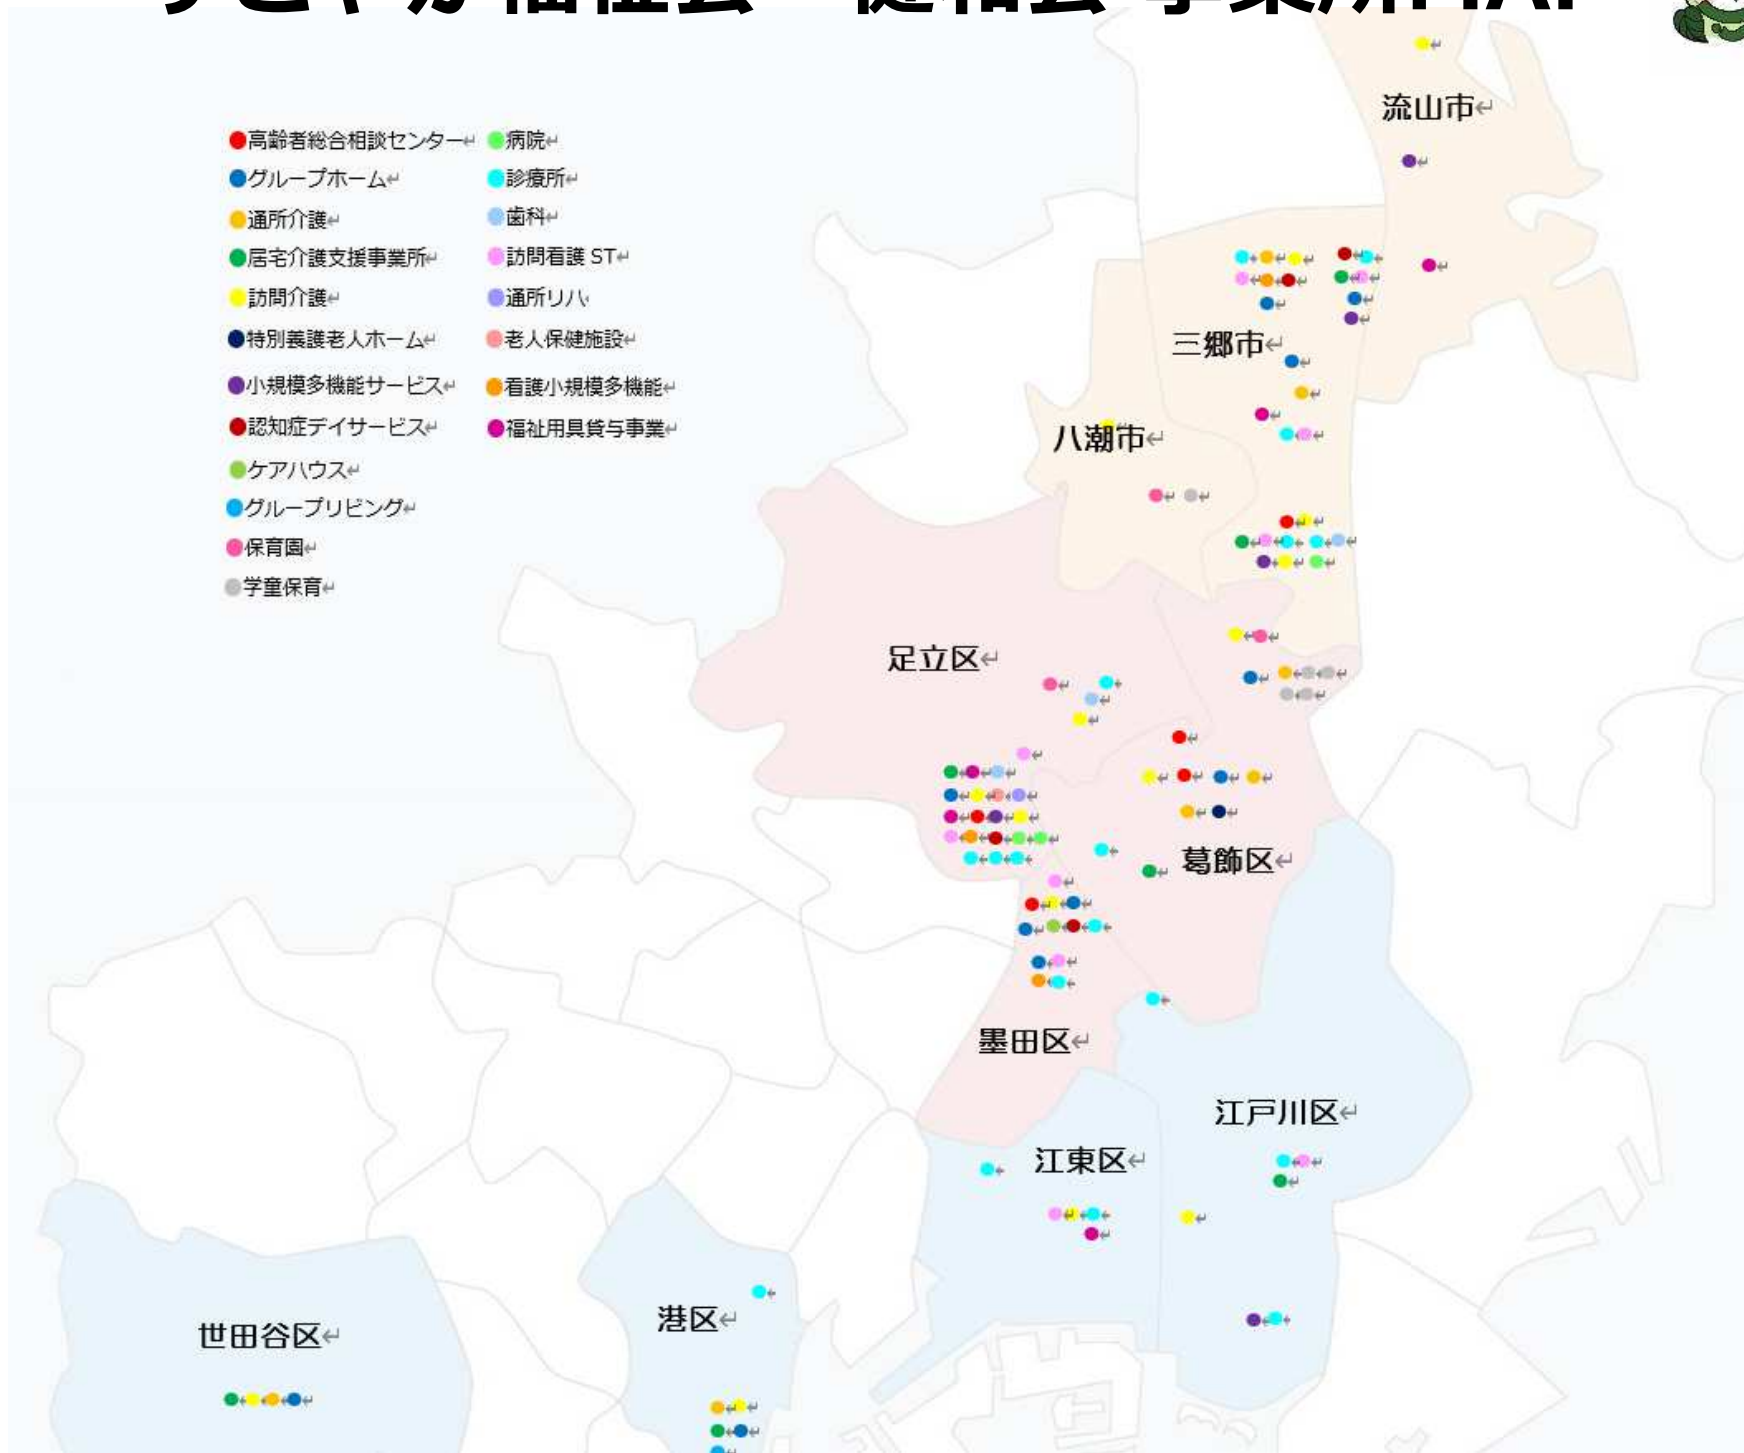 ●高齢者総合相談センター↵
●グループホーム↵
●通所介護↵
●居宅介護支援事業所↵
●訪問介護↵
●特別義護老人ホーム↵
●小規模多機能サービス↵
●認知症デイサービス↵
●ケアハウス↵
●グループリビング↵
●保育園↵
●学童保育↵
●病院↵
●診療所↵
●歯科↵
●訪問看護 ST↵
●通所リハ
●老人保健施設↵
●看護小規模多機能↵
●福祉用具貸与事業↵
流山市↵
三郷市↵
八潮市↵
足立区↵
葛飾区↵
墨田区↵
江戸川区↵
江東区↵
港区↵
世田谷区↵